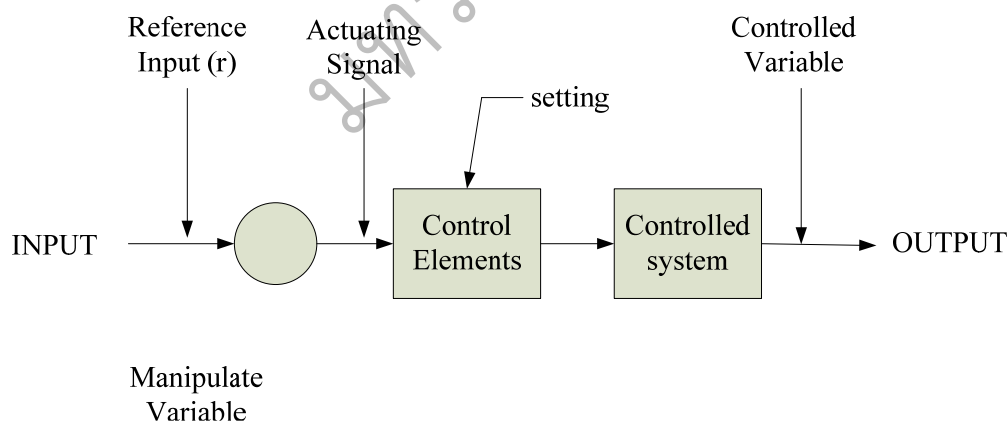 Reference
Input (r)
Actuating
Signal
Controlled
Variable
setting
INPUT
Control
Elements
Controlled
system
OUTPUT
Manipulate
Variable